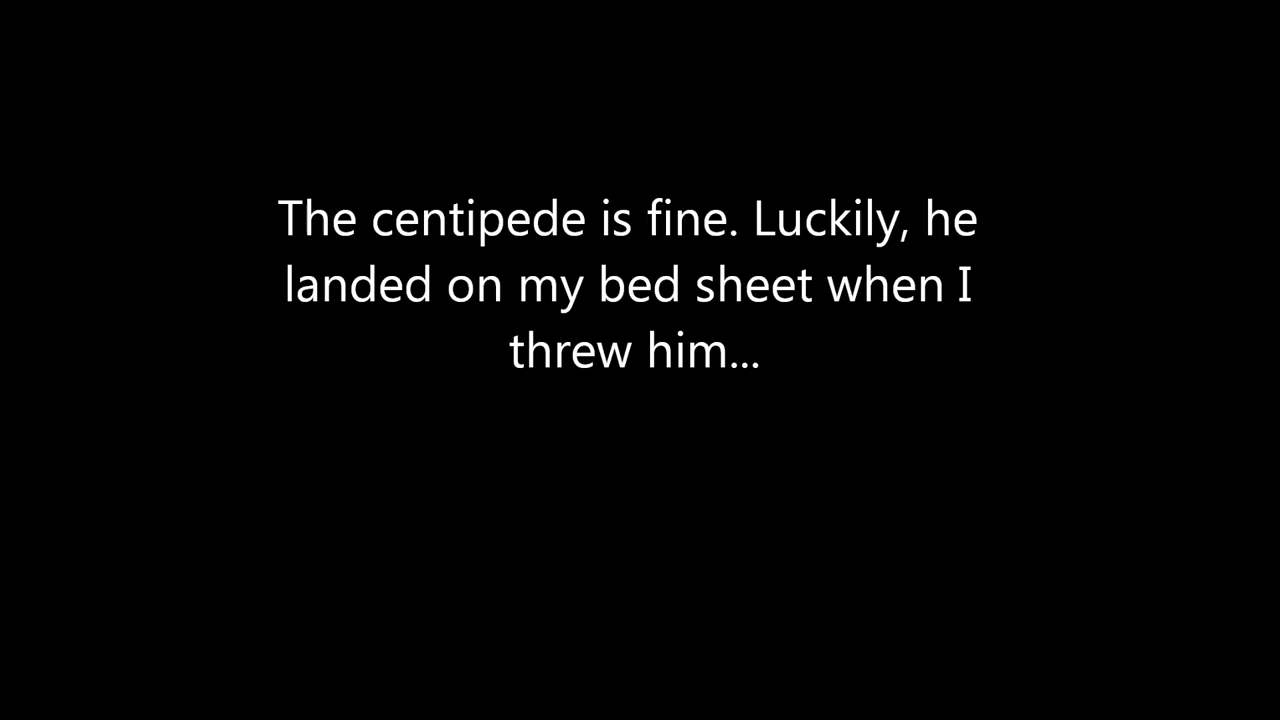 The centipede is fine. Luckily, he
landed on my bed sheet when I
threw him...